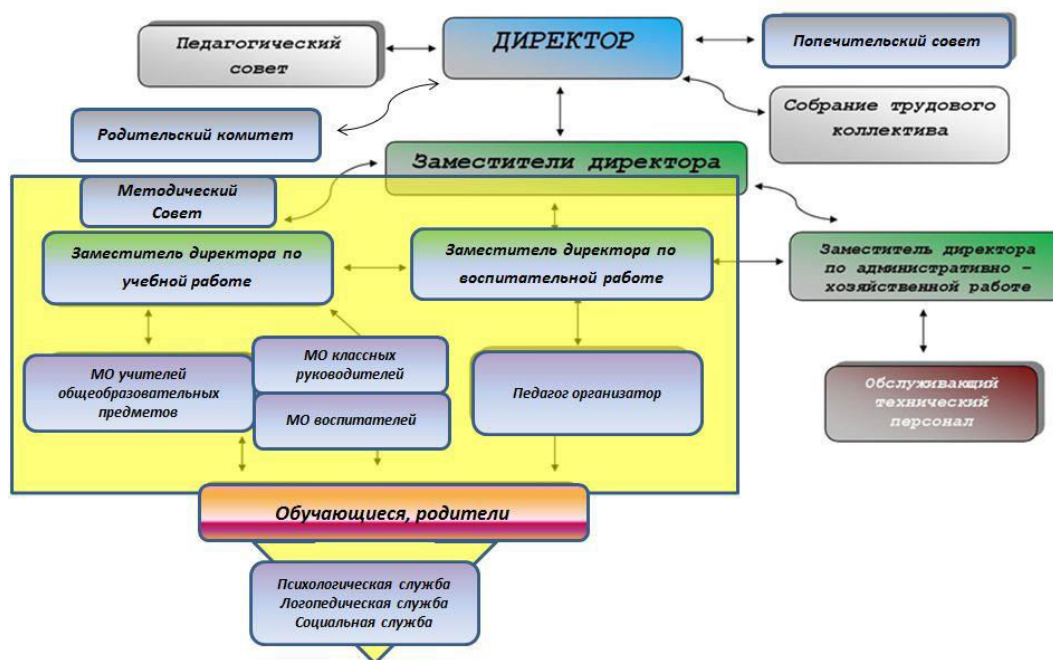 Педагогический
совет
ДИРЕКТОР
Попечительский совет
Родительский комитет
Собрание трудового
коллектива
Заместители директора
Методический
Совет
Заместитель директора по
учебной работе
Заместитель директора по
воспитательной работе
Заместитель директора
по административно –
хозяйственной работе
МО учителей
общеобразовательных
предметов
МО классных
руководителей
МО воспитателей
Педагог организатор
Обслуживающий
технический
персонал
Обучающиеся, родители
Психологическая служба
Логопедическая служба
Социальная служба